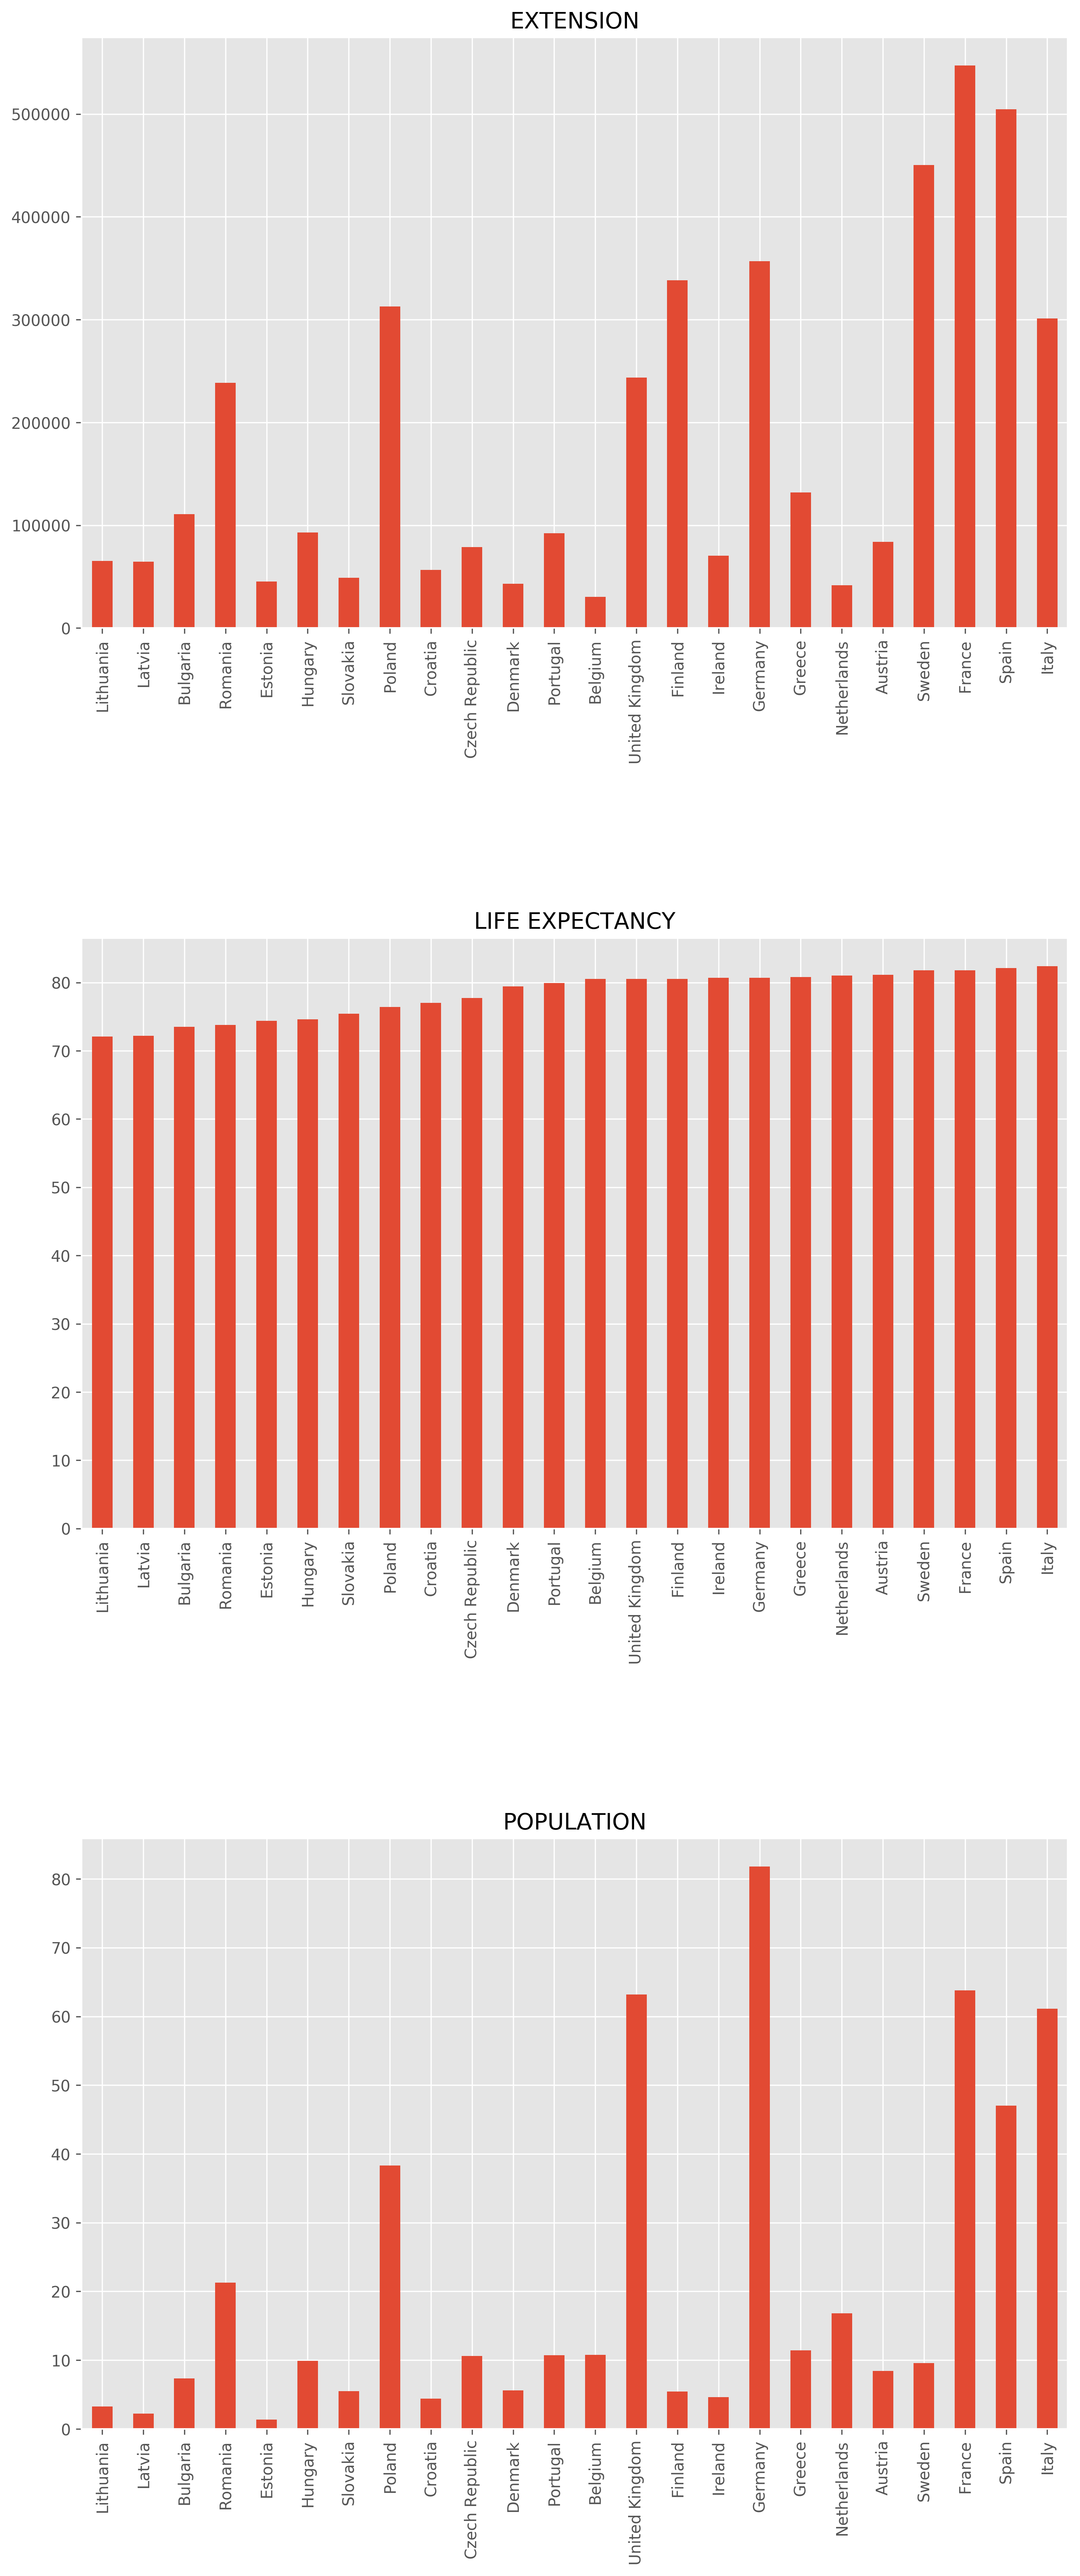 EXTENSION
500000
400000
300000
200000
100000
0
Lithuania
Latvia
Bulgaria
Romania
Estonia
Hungary
Slovakia
Poland
Croatia
Czech Republic
Denmark
Portugal
Belgium
United Kingdom
Finland
Ireland
Germany
Greece
Netherlands
Austria
Sweden
France
Spain
Italy
LIFE EXPECTANCY
80
70
60
50
40
30
20
10
0
Lithuania
Latvia
Bulgaria
Romania
Estonia
Hungary
Slovakia
Poland
Croatia
Czech Republic
Denmark
Portugal
Belgium
United Kingdom
Finland
Ireland
Germany
Greece
Netherlands
Austria
Sweden
France
Spain
Italy
POPULATION
80
70
60
50
40
30
20
10
0
Lithuania
Latvia
Bulgaria
Romania
Estonia
Hungary
Slovakia
Poland
Croatia
Czech Republic
Denmark
Portugal
Belgium
United Kingdom
Finland
Ireland
Germany
Greece
Netherlands
Austria
Sweden
France
Spain
Italy